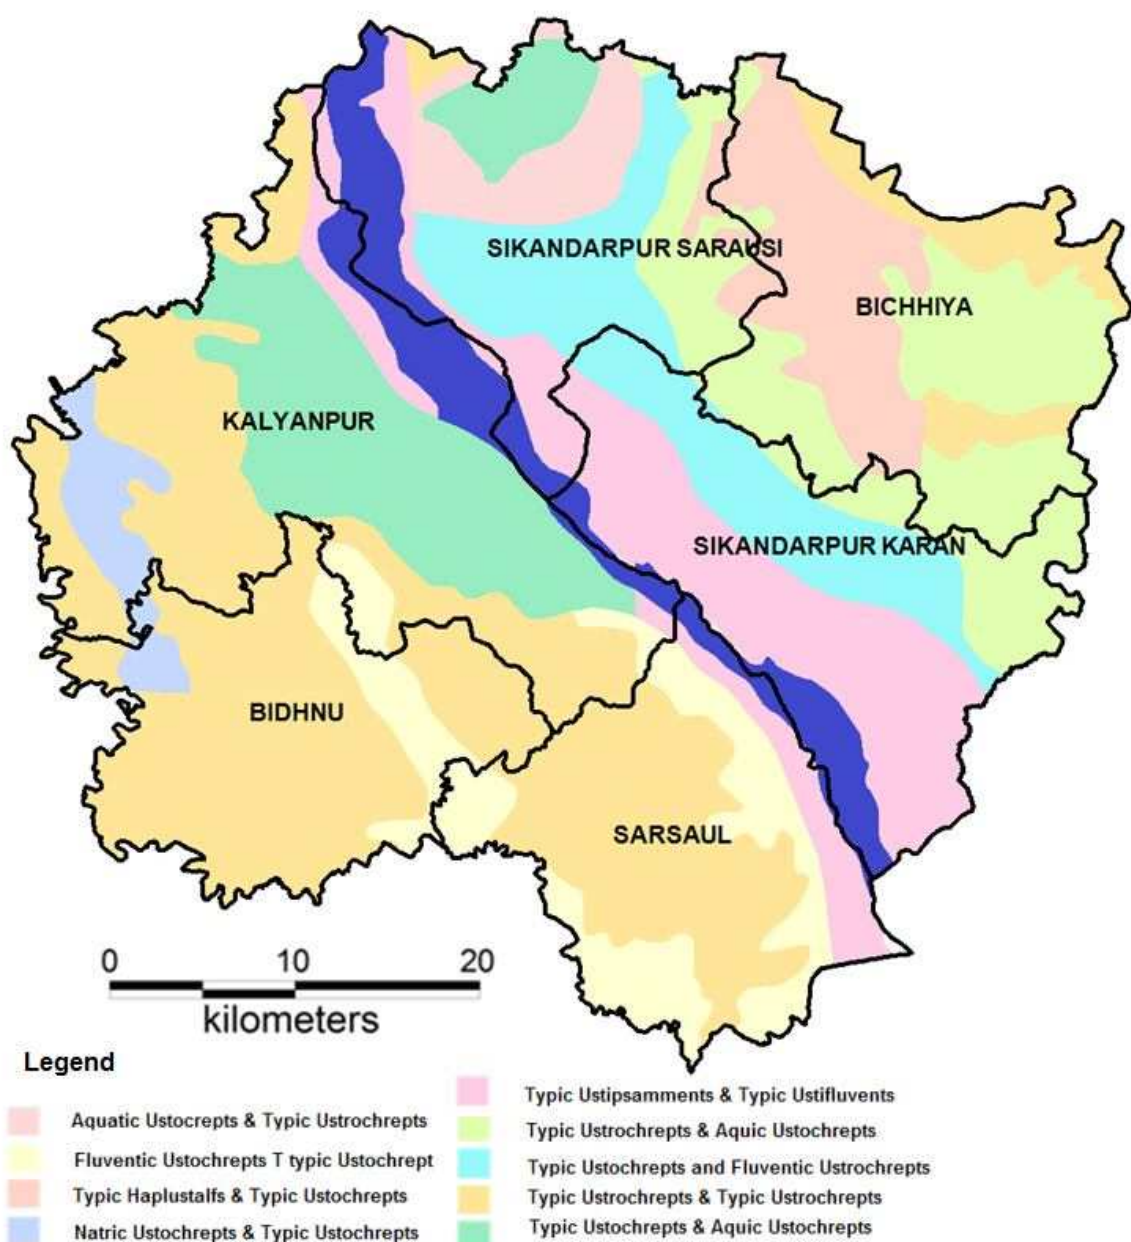 SIKANDARPUR SARAUSI
BICHHIYA
KALYANPUR
SIKANDARPUR KARAN
BIDHNU
SARSAUL
0 10 20
kilometers
Legend
Aquatic Ustocrepts & Typic Ustrochrepts
Fluventic Ustochrepts T typic Ustochrept
Typic Haplustalfs & Typic Ustochrepts
Natric Ustochrepts & Typic Ustochrepts
Typic Ustipsamments & Typic Ustifluvents
Typic Ustrochrepts & Aquic Ustochrepts
Typic Ustochrepts and Fluventic Ustrochrepts
Typic Ustrochrepts & Typic Ustrochrepts
Typic Ustochrepts & Aquic Ustochrepts